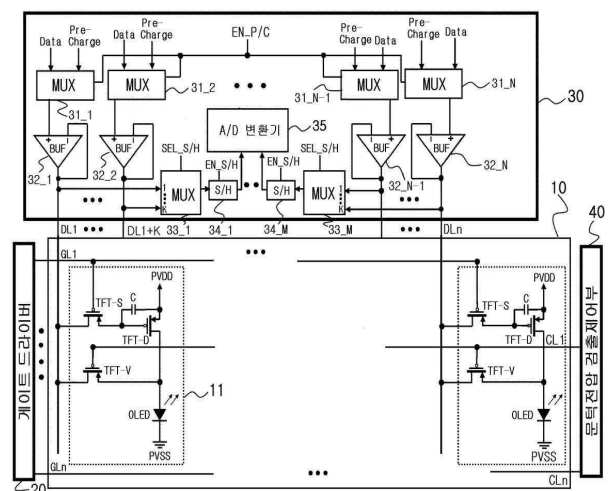 Data
Pre-
Charge
Data
Pre-
Charge
EN_P/C
Pre-
Charge
Data
Pre-
Charge
Data
MUX
MUX
MUX
MUX
31_1
31_2
31_N-1
31_N
30
A/D 변환기
35
BUF
BUF
BUF
BUF
32_1
32_2
32_N-1
32_N
SEL_S/H
EN_S/H
EN_S/H
SEL_S/H
1
K
MUX
S/H
S/H
MUX
1
K
33_1
34_1
34_M
33_M
DL1
DL1+K
DLn
10
40
GL1
PVDD
C
TFT-S
TFT-D
TFT-V
OLED
PVSS
11
PVDD
C
TFT-S
TFT-D
CL1
TFT-V
OLED
PVSS
게이트 드라이버
문턱전압 검출제어부
GLn
CLn
20